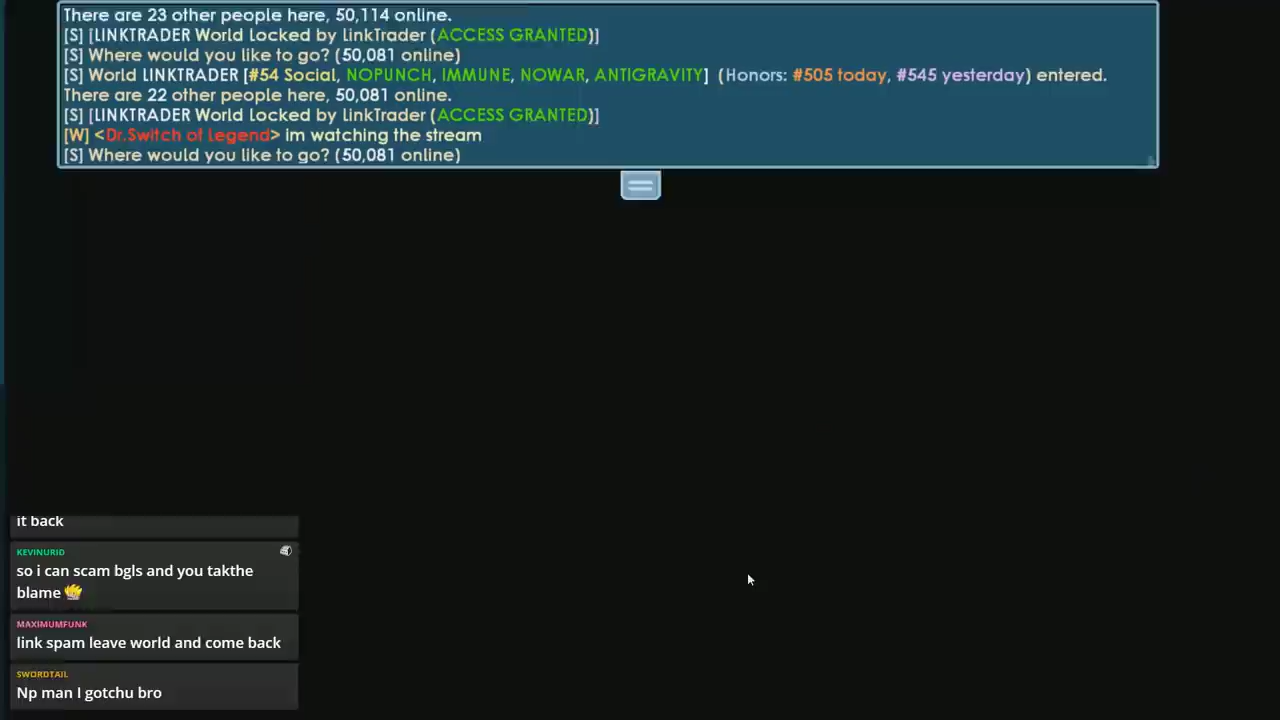 There are 23 other people here, 50,114 online.
[S] [LINKTRADER World Locked by LinkTrader (ACCESS GRANTED)]
[S] Where would you like to go? (50,081 online)
[S] World LINKTRADER [#54 Social, NOPUNCH, IMMUNE, NOWAR, ANTIGRAVITY] (Honors: #505 today, #545 yesterday) entered.
There are 22 other people here, 50,081 online.
[S] [LINKTRADER World Locked by LinkTrader (ACCESS GRANTED)]
[W] <Dr.Switch of Legend> im watching the stream
[S] Where would you like to go? (50,081 online)
it back
KEVINURID
so i can scam bgls and you takthe
blame
MAXIMUMFUNK
link spam leave world and come back
SWORDTAIL
Np man I gotchu bro